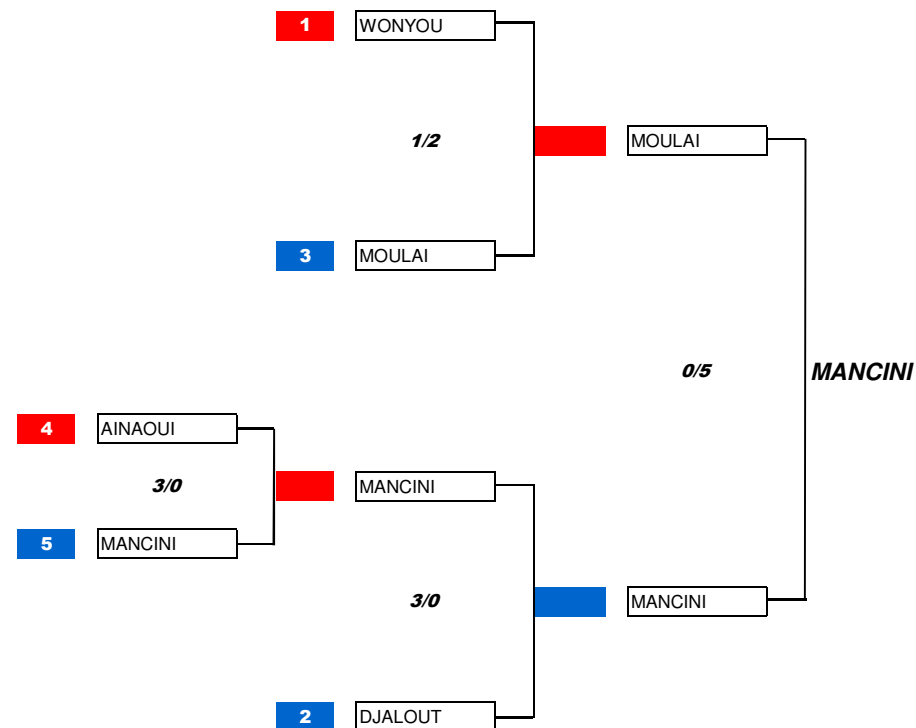 1 WONYOU
1/2 MOULAI
3 MOULAI
0/5 MANCINI
4 AINAOUI
3/0 MANCINI
5 MANCINI
3/0 MANCINI
2 DJALOUT